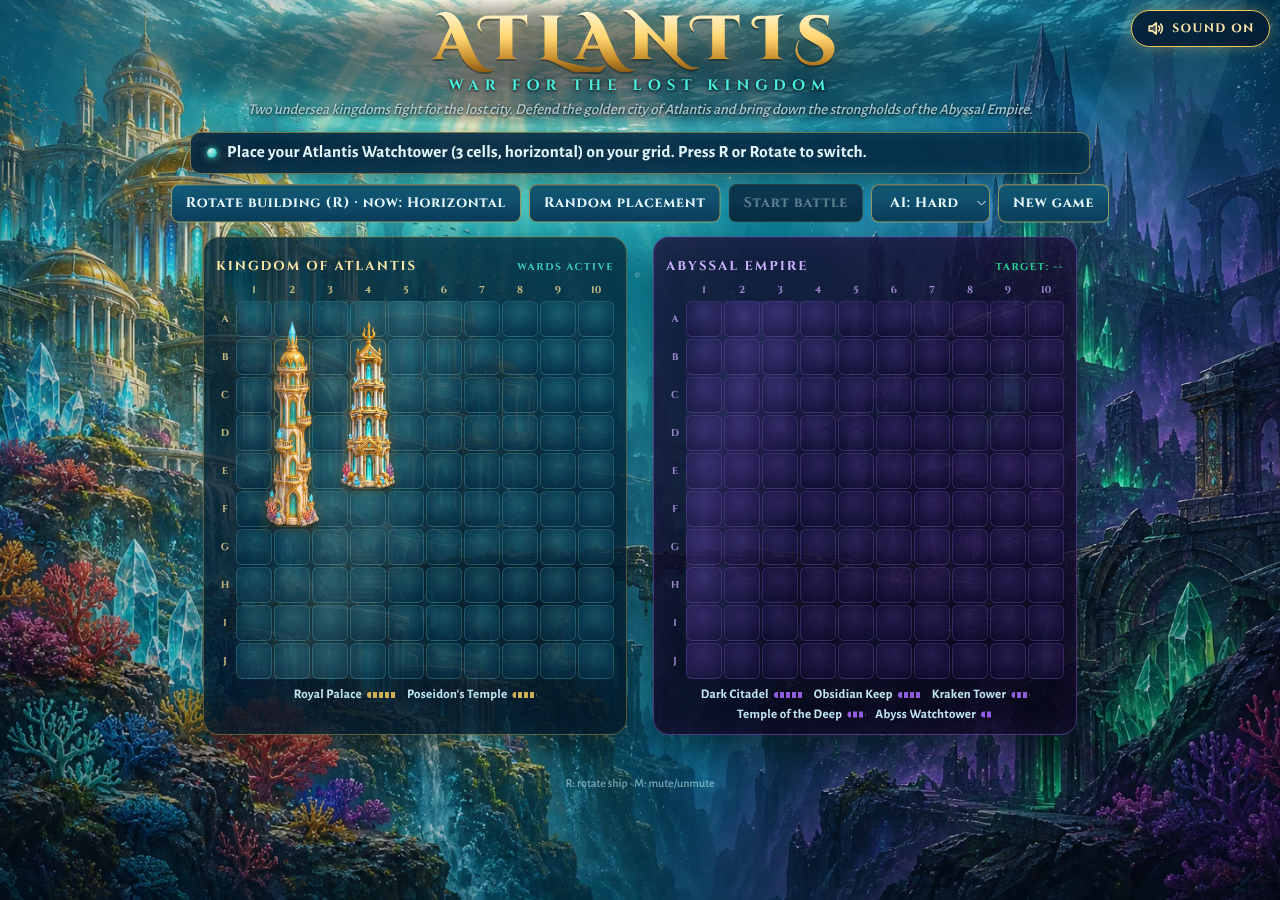 ATLANTIS
WAR FOR THE LOST KINGDOM
Two undersea kingdoms fight for the lost city. Defend the golden city of Atlantis and bring down the strongholds of the Abyssal Empire.
SOUND ON
Place your Atlantis Watchtower (3 cells, horizontal) on your grid. Press R or Rotate to switch.
Rotate building (R) · now: Horizontal
Random placement
Start battle
AI: Hard
New game
KINGDOM OF ATLANTIS
WARDS ACTIVE
1 2 3 4 5 6 7 8 9 10
A
B
C
D
E
F
G
H
I
J
Royal Palace
Poseidon's Temple
ABYSSAL EMPIRE
TARGET: --
1 2 3 4 5 6 7 8 9 10
A
B
C
D
E
F
G
H
I
J
Dark Citadel
Obsidian Keep
Kraken Tower
Temple of the Deep
Abyss Watchtower
R: rotate ship · M: mute/unmute